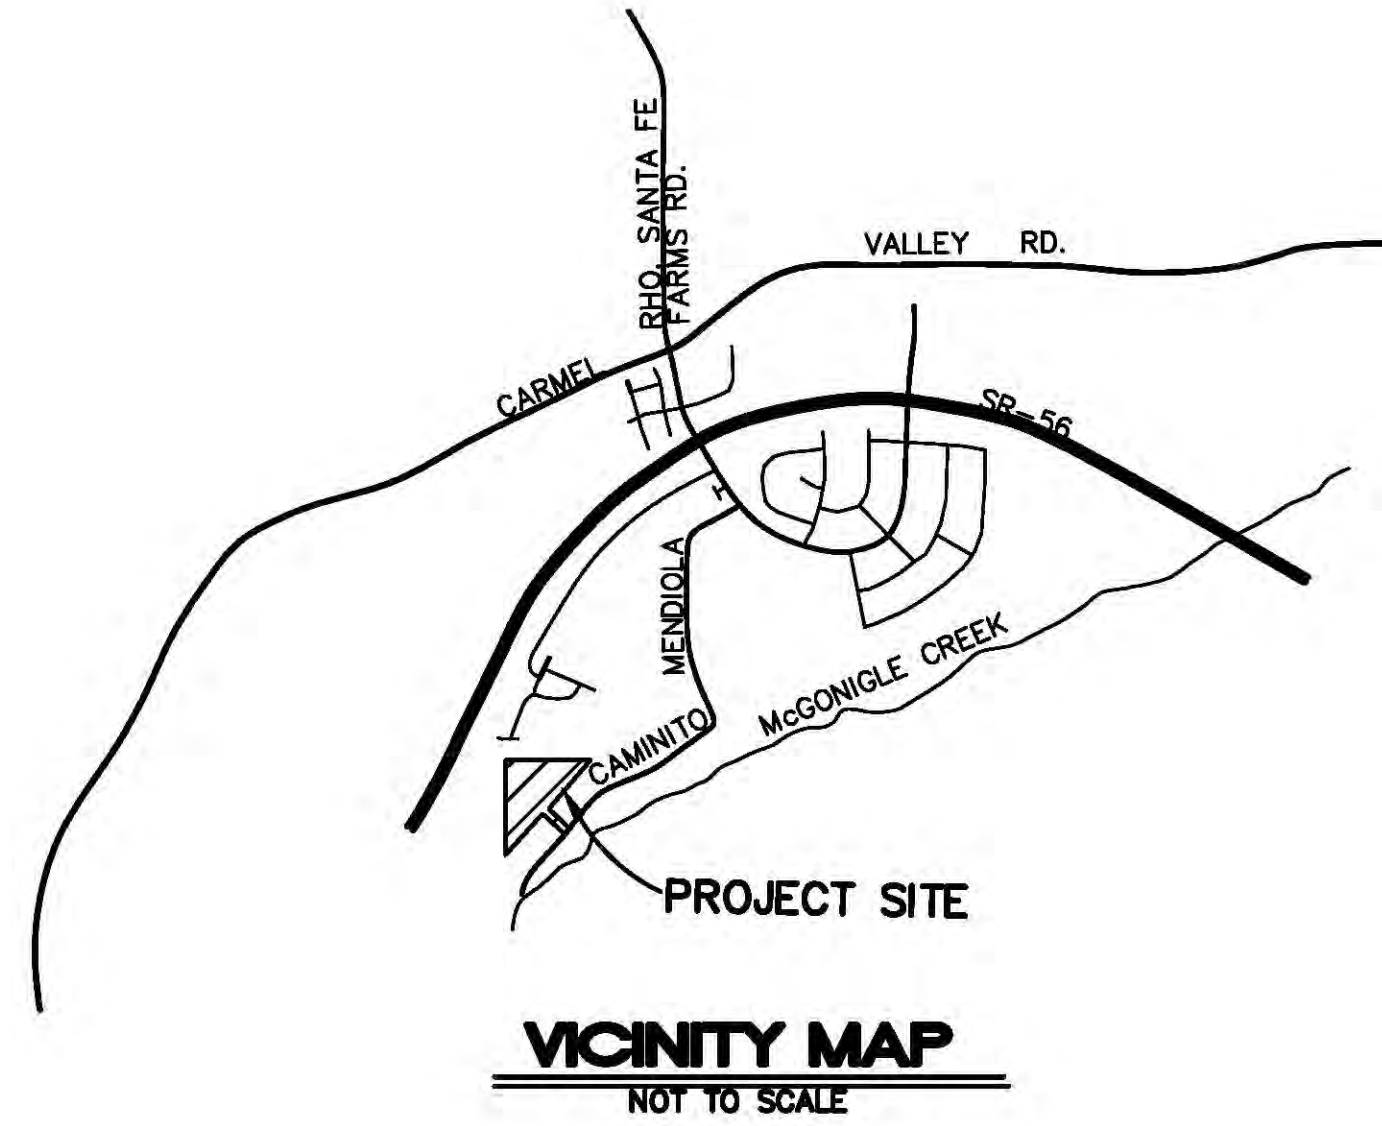 RHO. SANTA FE
FARMS RD.
VALLEY RD.
CARMEL
SR-56
MENDIOLA
McGONIGLE CREEK
CAMINITO
PROJECT SITE
VICINITY MAP
NOT TO SCALE